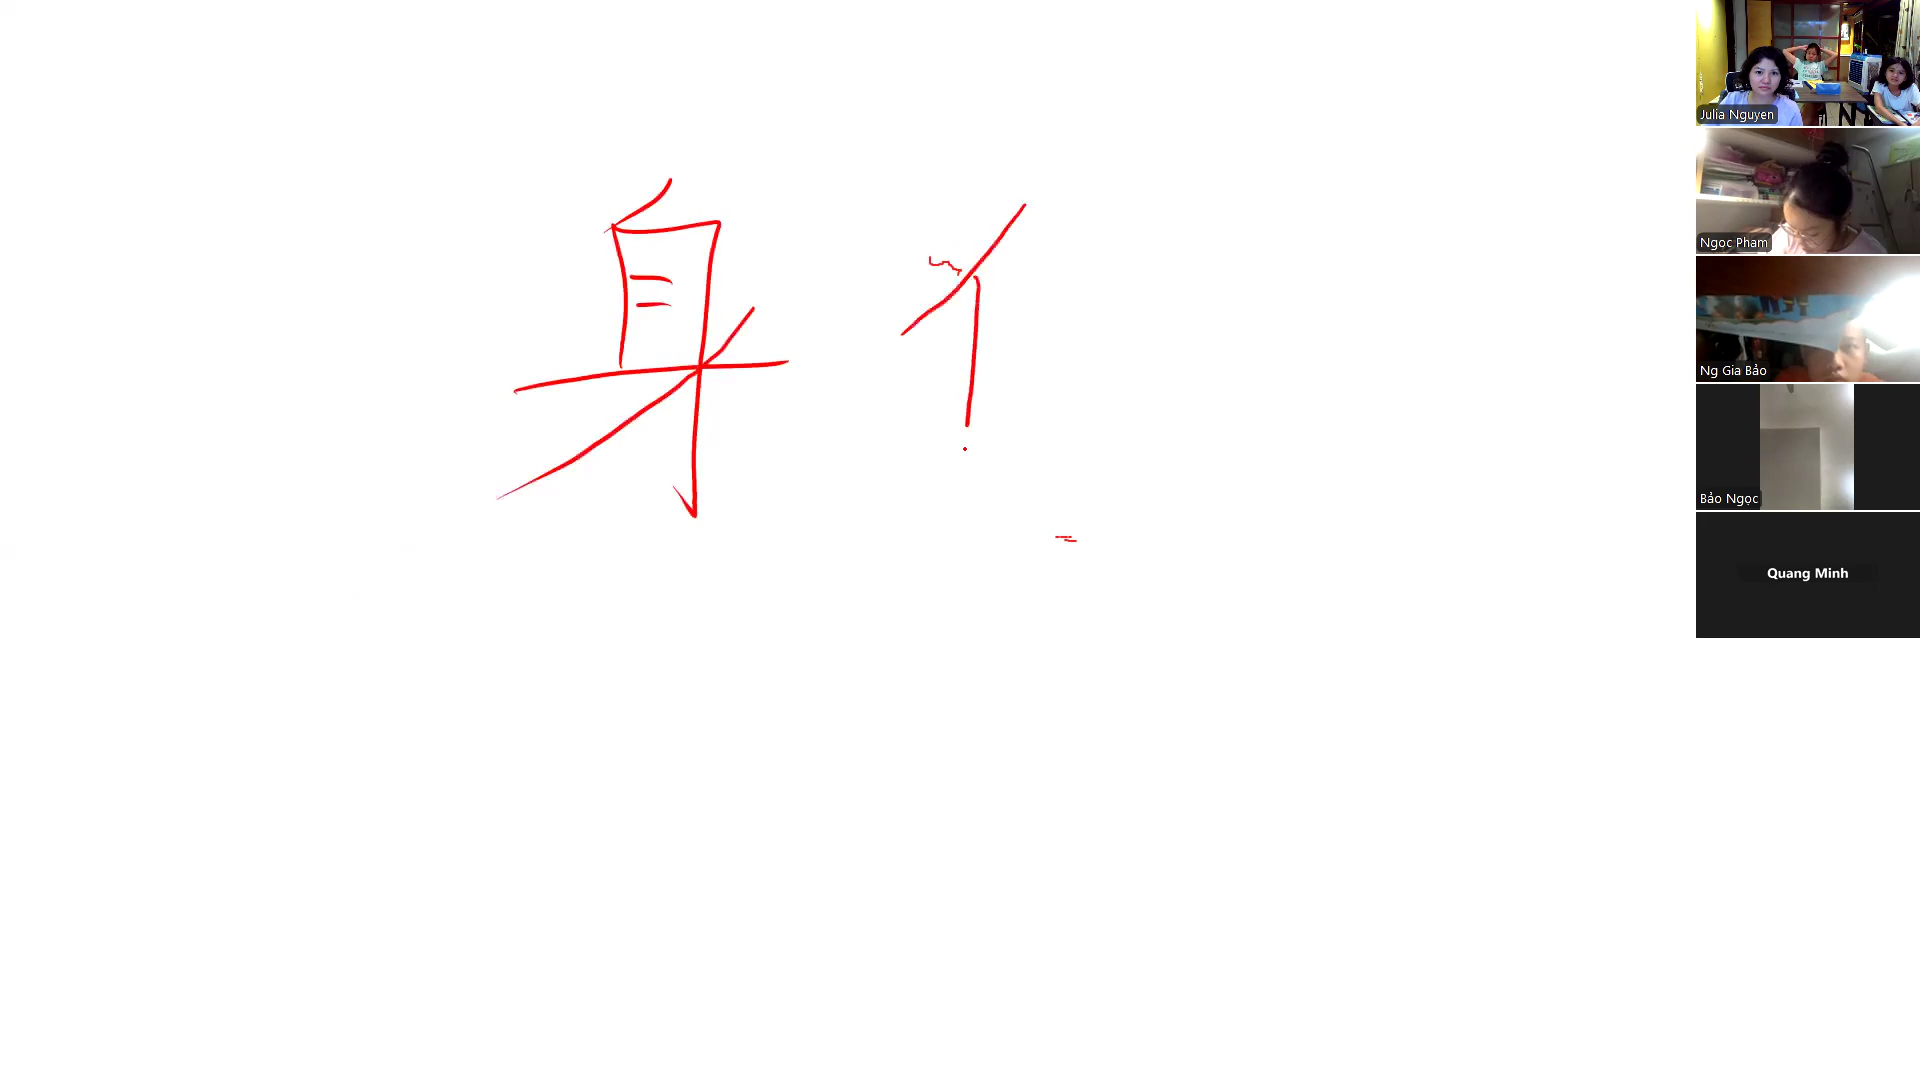 身 亻
Julia Nguyen
Ngoc Pham
Ng Gia Bảo
Bảo Ngọc
Quang Minh